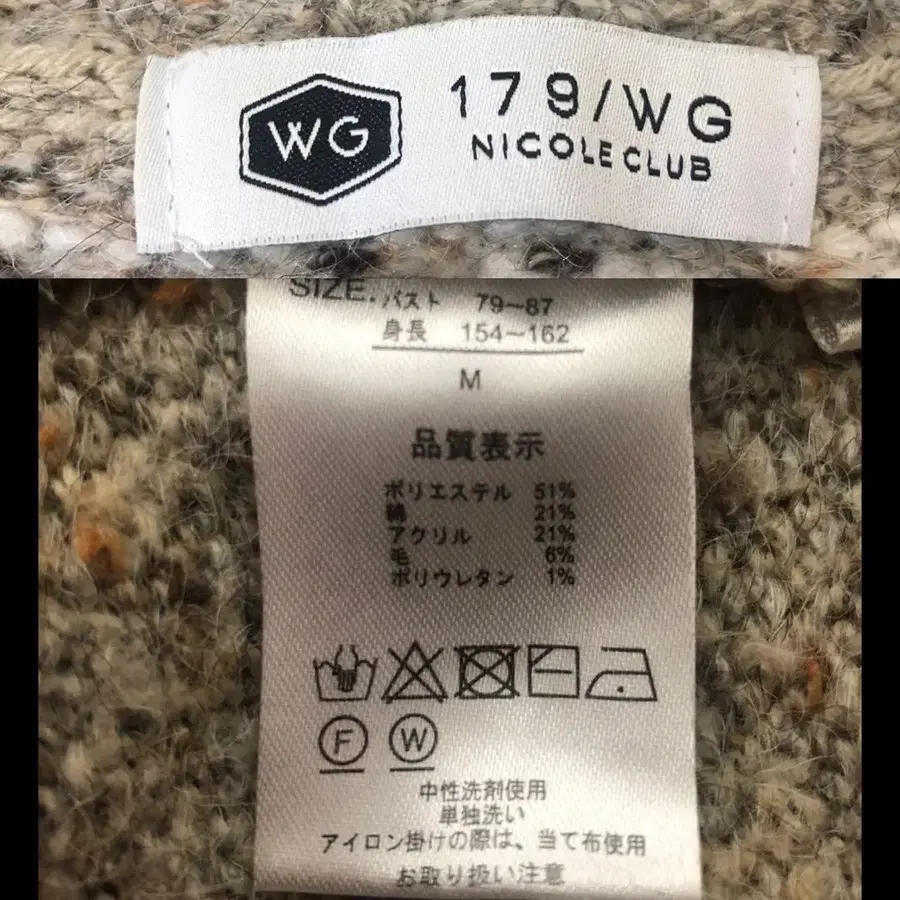 WG
179/WG
NICOLE CLUB
SIZE. バスト 79~87
身長 154~162
M
品質表示
ポリエステル 51%
綿 21%
アクリル 21%
毛 6%
ポリウレタン 1%
F W
中性洗剤使用
単独洗い
アイロン掛けの際は、当て布使用
お取り扱い注意